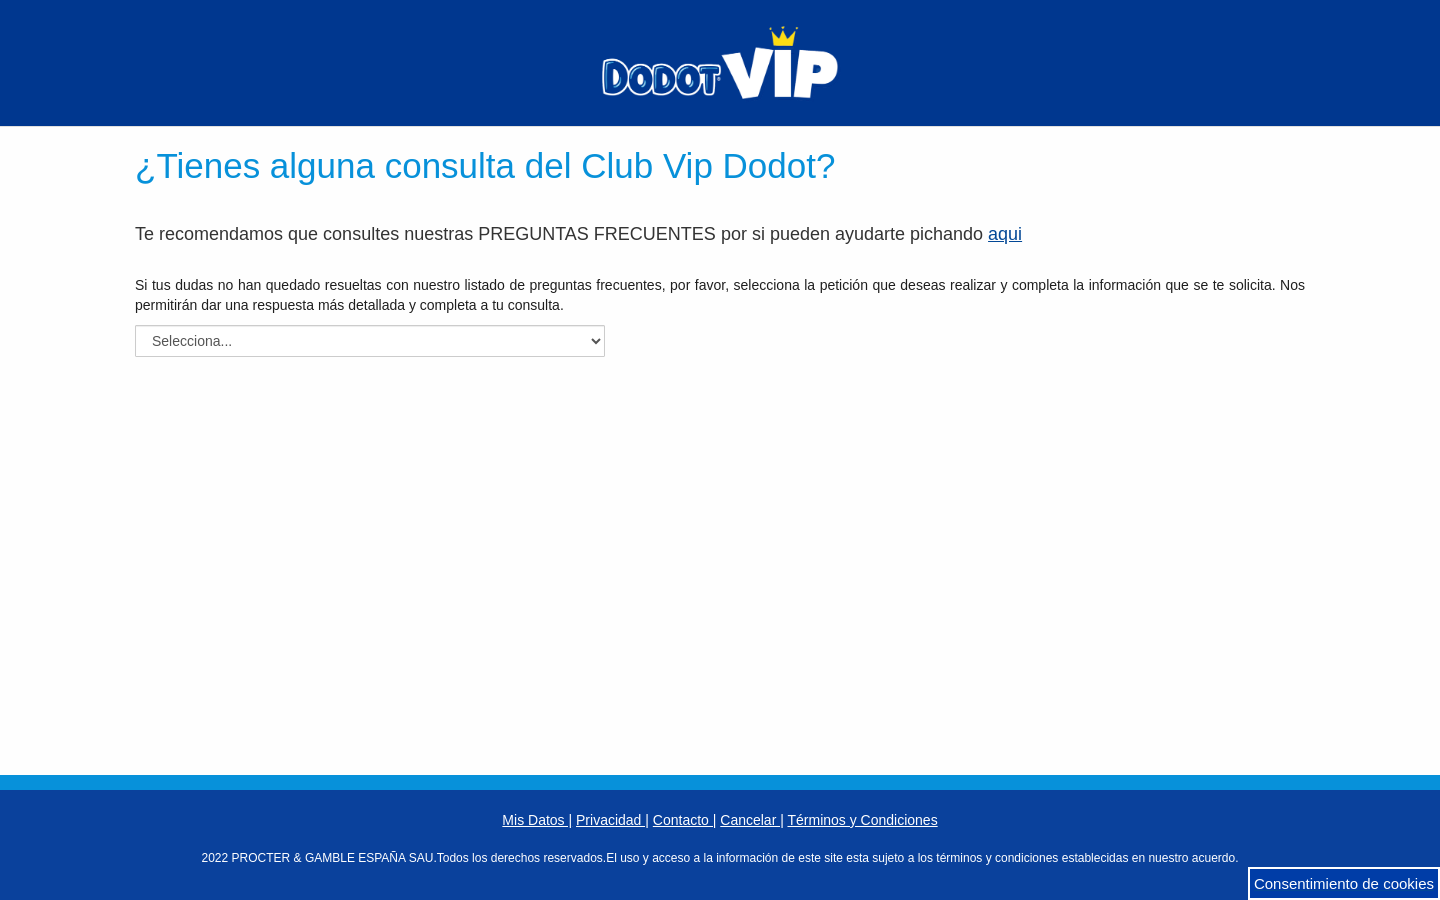 DODOT VIP
¿Tienes alguna consulta del Club Vip Dodot?
Te recomendamos que consultes nuestras PREGUNTAS FRECUENTES por si pueden ayudarte pichando aqui
Si tus dudas no han quedado resueltas con nuestro listado de preguntas frecuentes, por favor, selecciona la petición que deseas realizar y completa la información que se te solicita. Nos
permitirán dar una respuesta más detallada y completa a tu consulta.
Selecciona...
Mis Datos | Privacidad | Contacto | Cancelar | Términos y Condiciones
2022 PROCTER & GAMBLE ESPAÑA SAU.Todos los derechos reservados.El uso y acceso a la información de este site esta sujeto a los términos y condiciones establecidas en nuestro acuerdo.
Consentimiento de cookies